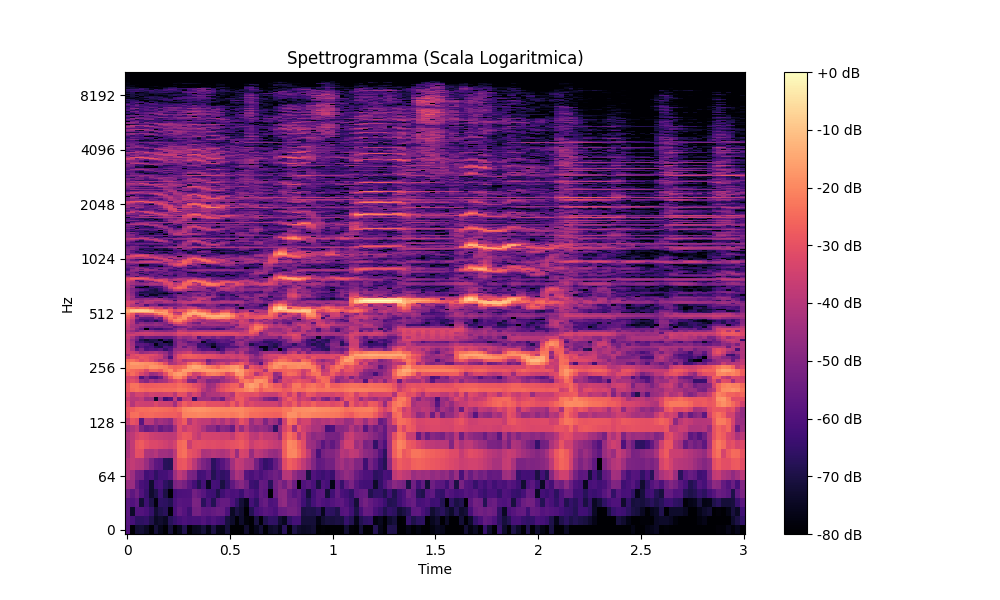 Spettrogramma (Scala Logaritmica)
Hz
8192
4096
2048
1024
512
256
128
64
0
0 0.5 1 1.5 2 2.5 3
Time
+0 dB
-10 dB
-20 dB
-30 dB
-40 dB
-50 dB
-60 dB
-70 dB
-80 dB